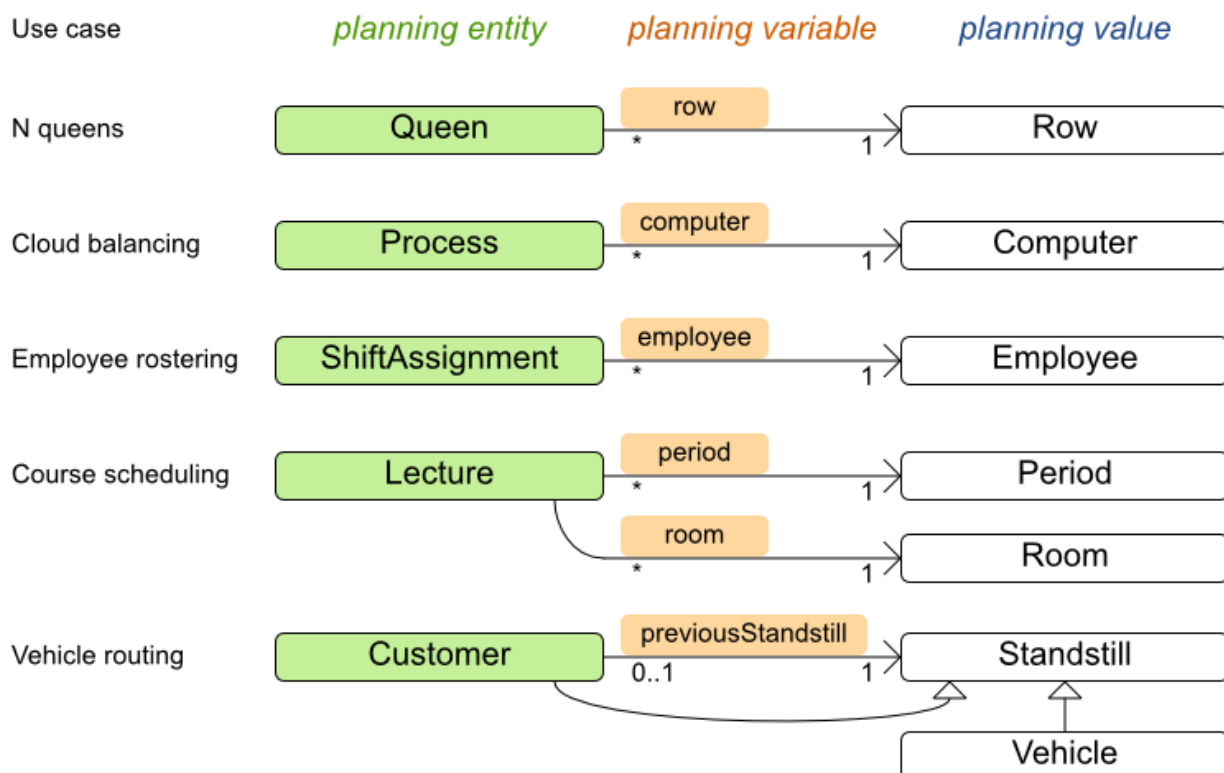 Use case planning entity planning variable planning value
N queens Queen row Row
* 1
Cloud balancing Process computer Computer
* 1
Employee rostering ShiftAssignment employee Employee
* 1
Course scheduling Lecture period Period
* 1
room Room
* 1
Vehicle routing Customer previousStandstill Standstill
0..1 1
Vehicle